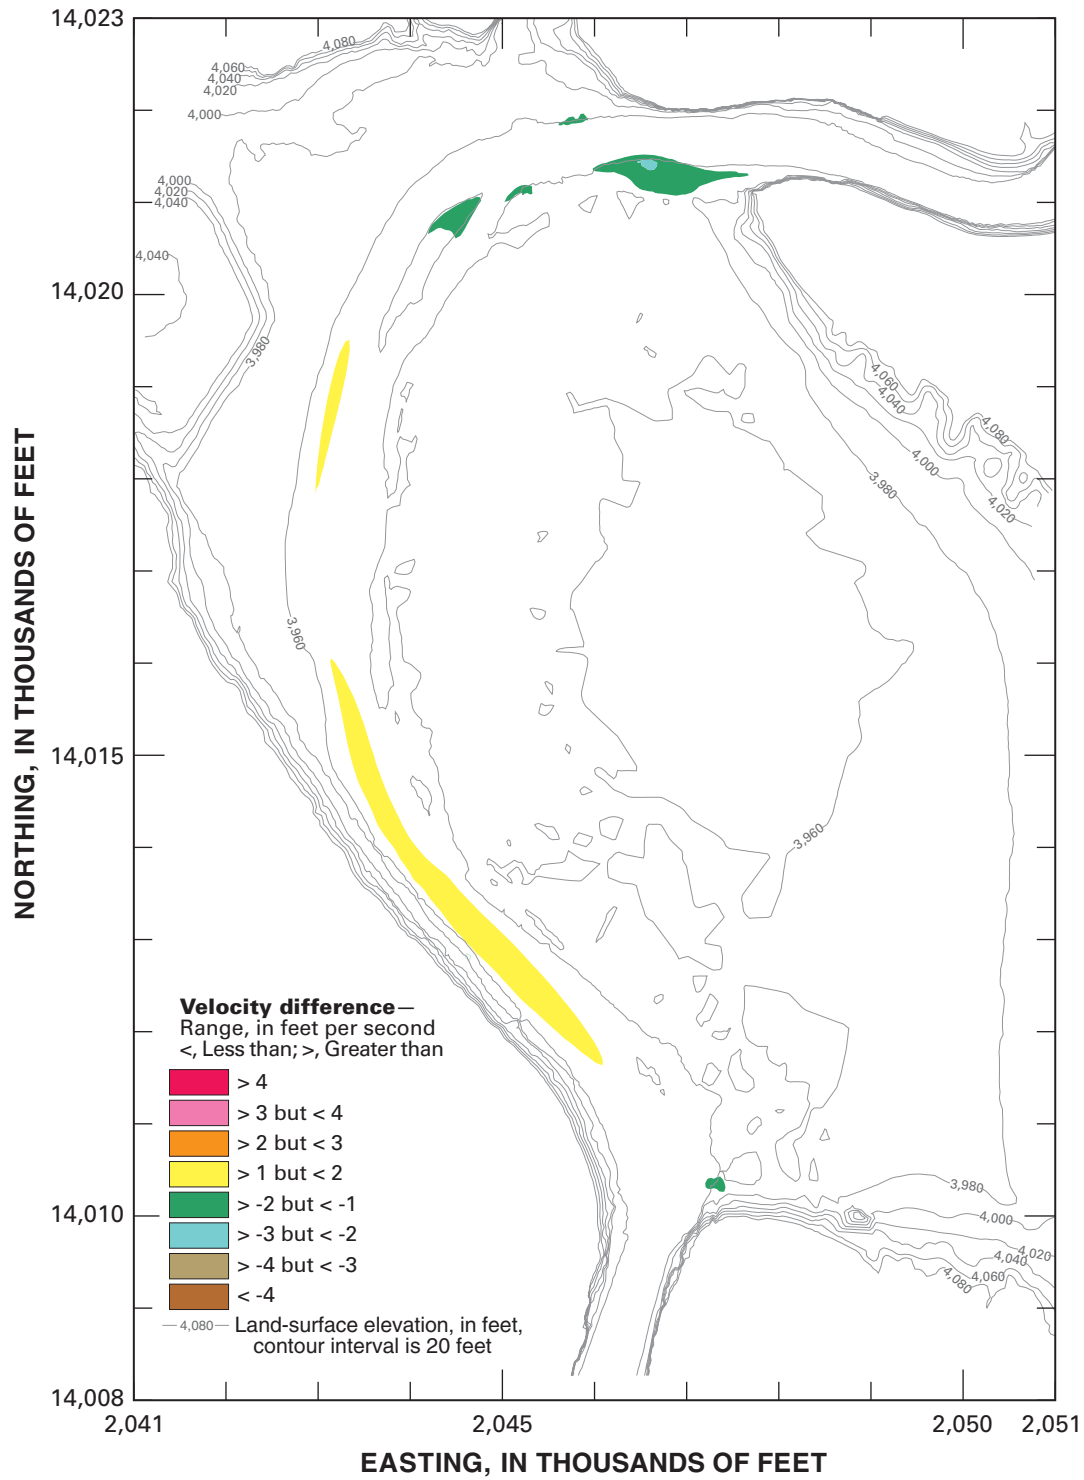 14,023
4,080
4,060
4,040
4,020
4,000
4,000
4,020
4,040
4,040
14,020
3,980
4,060
4,040
4,080
4,000
3,980
4,020
3,960
14,015
3,960
NORTHING, IN THOUSANDS OF FEET
Velocity difference—
Range, in feet per second
<, Less than; >, Greater than
> 4
> 3 but < 4
> 2 but < 3
> 1 but < 2
> -2 but < -1
> -3 but < -2
> -4 but < -3
< -4
4,080 Land-surface elevation, in feet,
contour interval is 20 feet
3,980
14,010
4,000
4,020
4,040
4,060
4,080
14,008
2,041 2,045 2,050 2,051
EASTING, IN THOUSANDS OF FEET